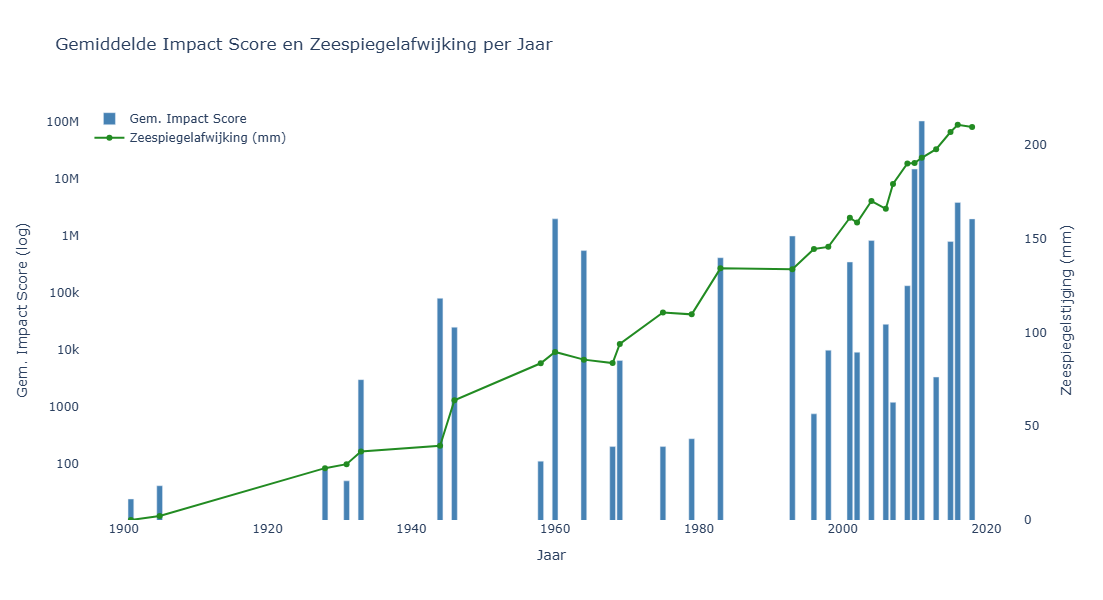 Gemiddelde Impact Score en Zeespiegelafwijking per Jaar
Gem. Impact Score
Zeespiegelafwijking (mm)
Gem. Impact Score (log)
100M
10M
1M
100k
10k
1000
100
Zeespiegelstijging (mm)
200
150
100
50
0
1900
1920
1940
1960
1980
2000
2020
Jaar